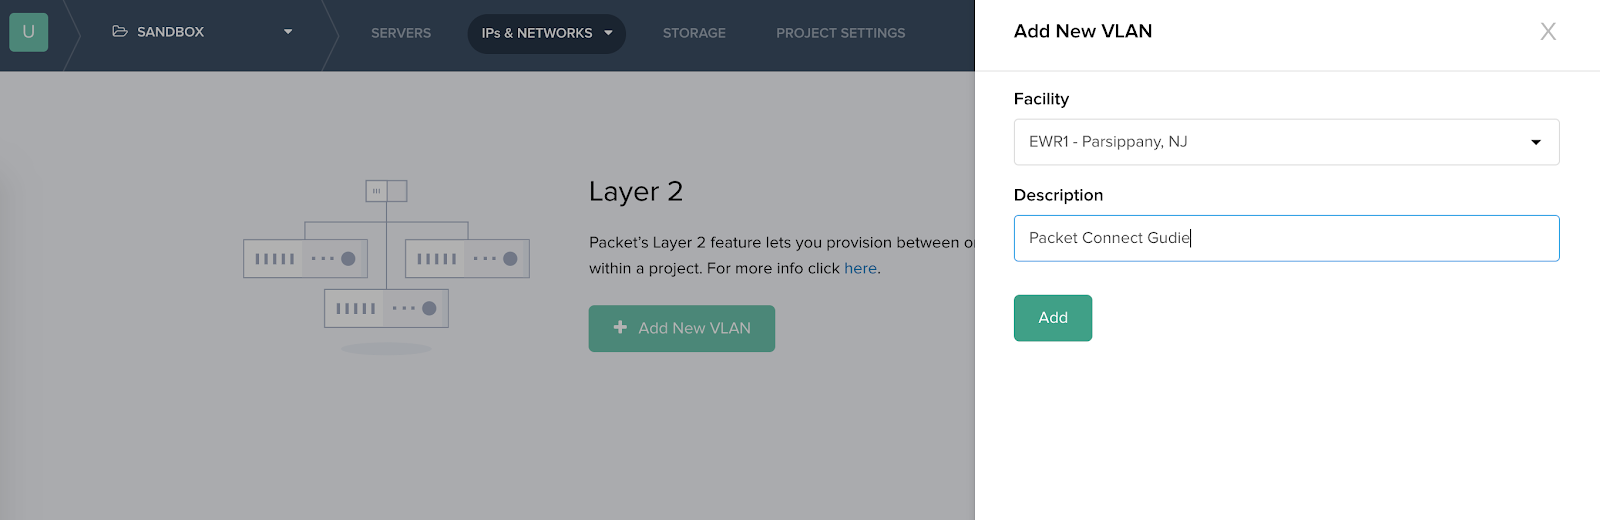 U
SANDBOX
SERVERS
IPs & NETWORKS
STORAGE
PROJECT SETTINGS
Layer 2
Packet's Layer 2 feature lets you provision between
within a project. For more info click here.
+ Add New VLAN
Add New VLAN
X
Facility
EWR1 - Parsippany, NJ
Description
Packet Connect Gudie
Add